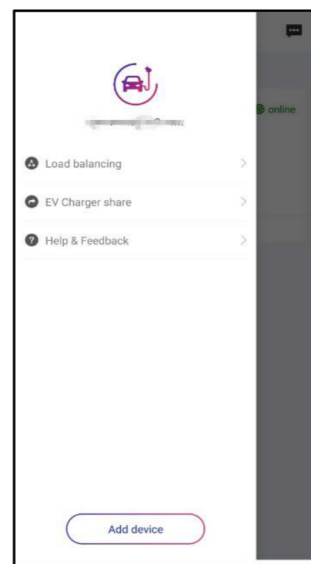 online
Load balancing
EV Charger share
Help & Feedback
Add device